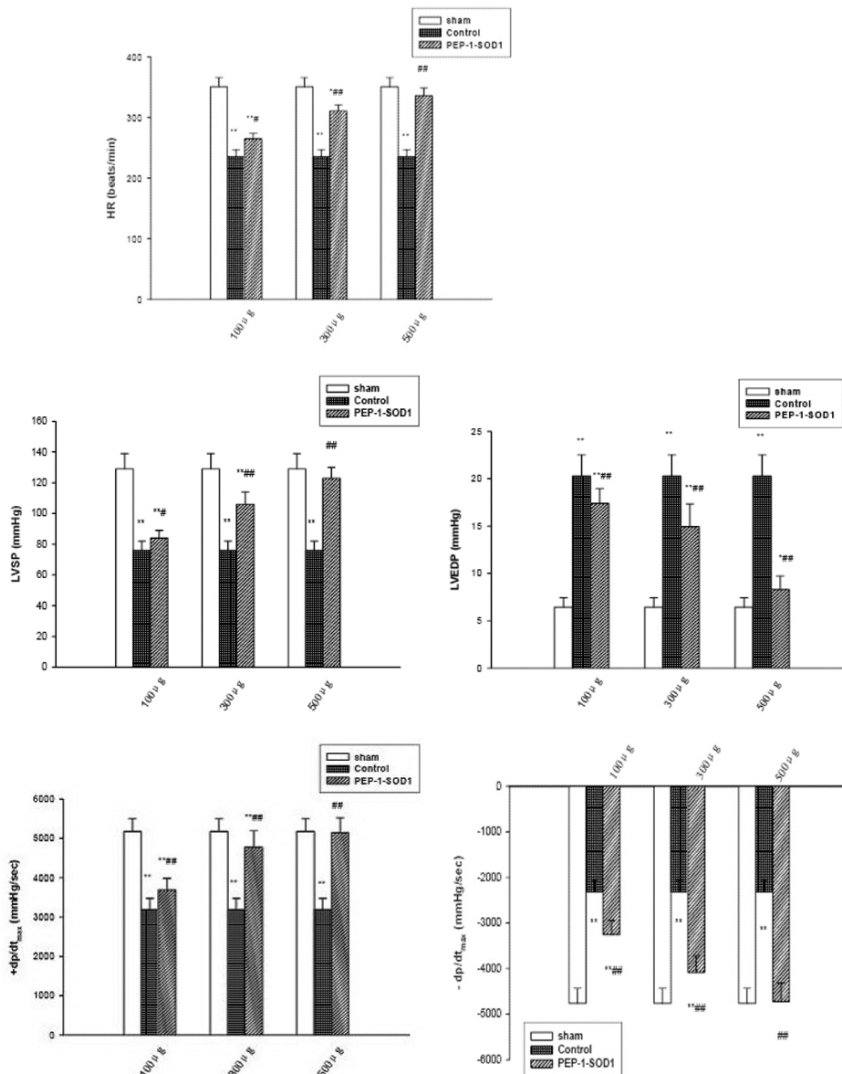 sham
Control
PEP-1-SOD1
HR (beats/min)
400
300
200
100
0
**
**#
**
*##
**
##
100μg
300μg
500μg
sham
Control
PEP-1-SOD1
LVSP (mmHg)
160
140
120
100
80
60
40
20
0
**
**#
**
**##
**
##
100μg
300μg
500μg
sham
Control
PEP-1-SOD1
LVEDP (mmHg)
25
20
15
10
5
0
**
**##
**
**##
**
*##
100μg
300μg
500μg
sham
Control
PEP-1-SOD1
+dp/dtmax (mmHg/sec)
6000
5000
4000
3000
2000
1000
0
**
**##
**
**##
**
##
100μg
300μg
500μg
100μg
300μg
500μg
- dp/dtmax (mmHg/sec)
0
-1000
-2000
-3000
-4000
-5000
-6000
**
**##
**
**##
**
##
sham
Control
PEP-1-SOD1